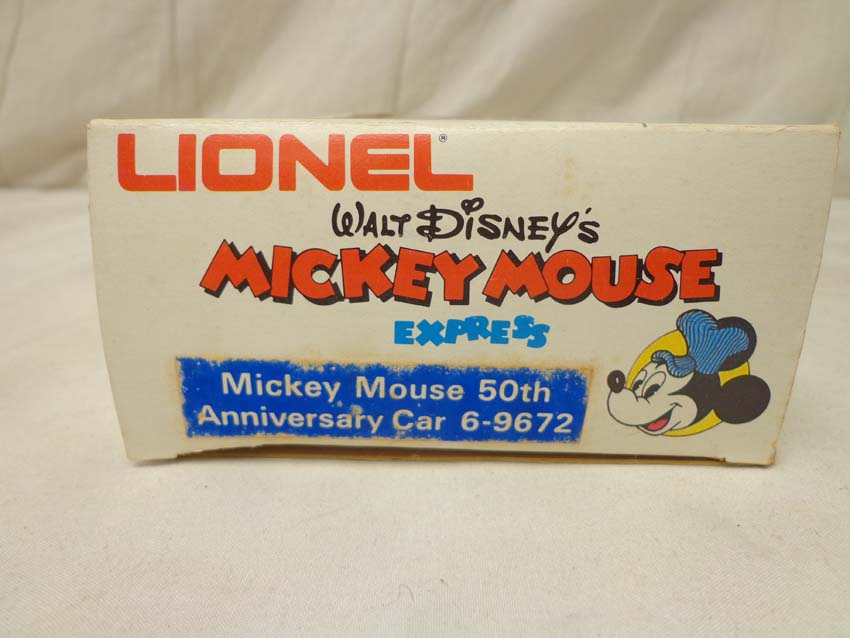 LIONEL®
WALT DISNEY'S
MICKEY MOUSE
EXPRESS
Mickey Mouse 50th
Anniversary Car 6-9672